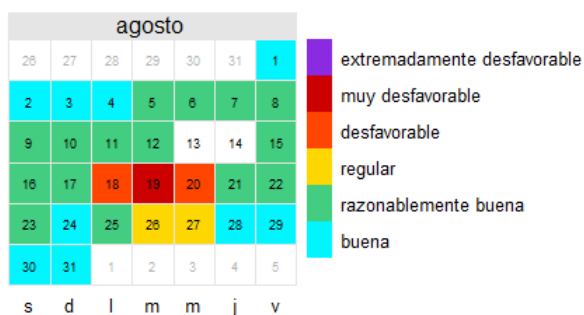 agosto
26 27 28 29 30 31 1
2 3 4 5 6 7 8
9 10 11 12 13 14 15
16 17 18 19 20 21 22
23 24 25 26 27 28 29
30 31 1 2 3 4 5
s d l m m j v
extremadamente desfavorable
muy desfavorable
desfavorable
regular
razonablemente buena
buena